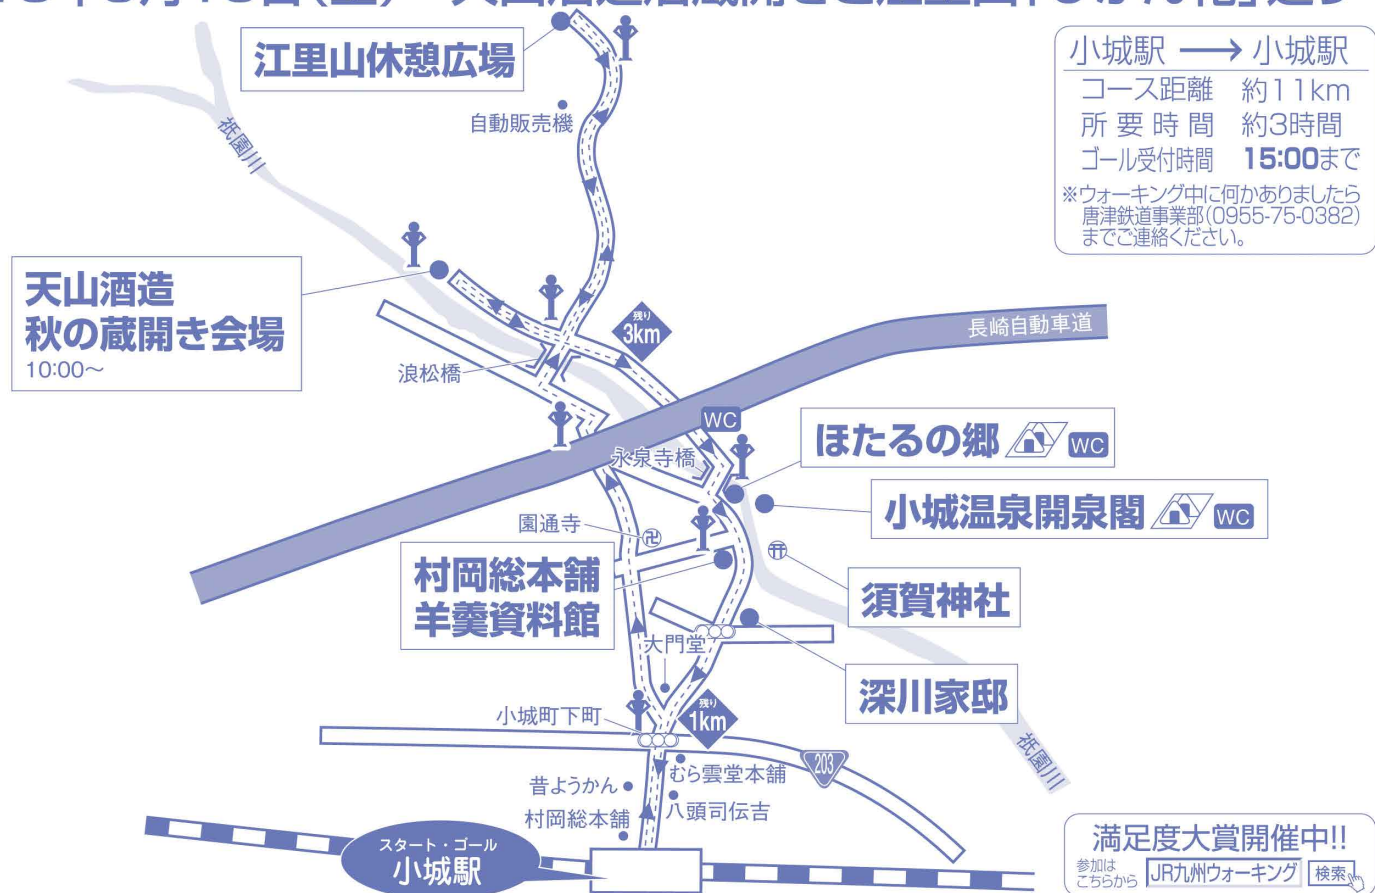 江里山休憩広場
自動販売機
祇園川
小城駅 → 小城駅
コース距離 約11km
所要時間 約3時間
ゴール受付時間 15:00まで
※ウォーキング中に何かありましたら
唐津鉄道事業部(0955-75-0382)
までご連絡ください。
天山酒造
秋の蔵開き会場
10:00～
残り
3km
長崎自動車道
浪松橋
WC
永泉寺橋
ほたるの郷 WC
小城温泉開泉閣 WC
園通寺
卍
村岡総本舗
羊羹資料館
須賀神社
大門堂
深川家邸
残り
1km
小城町下町
203
祇園川
むら雲堂本舗
昔ようかん
八頭司伝吉
村岡総本舗
スタート・ゴール
小城駅
満足度大賞開催中!!
参加は
こちらから
JR九州ウォーキング 検索